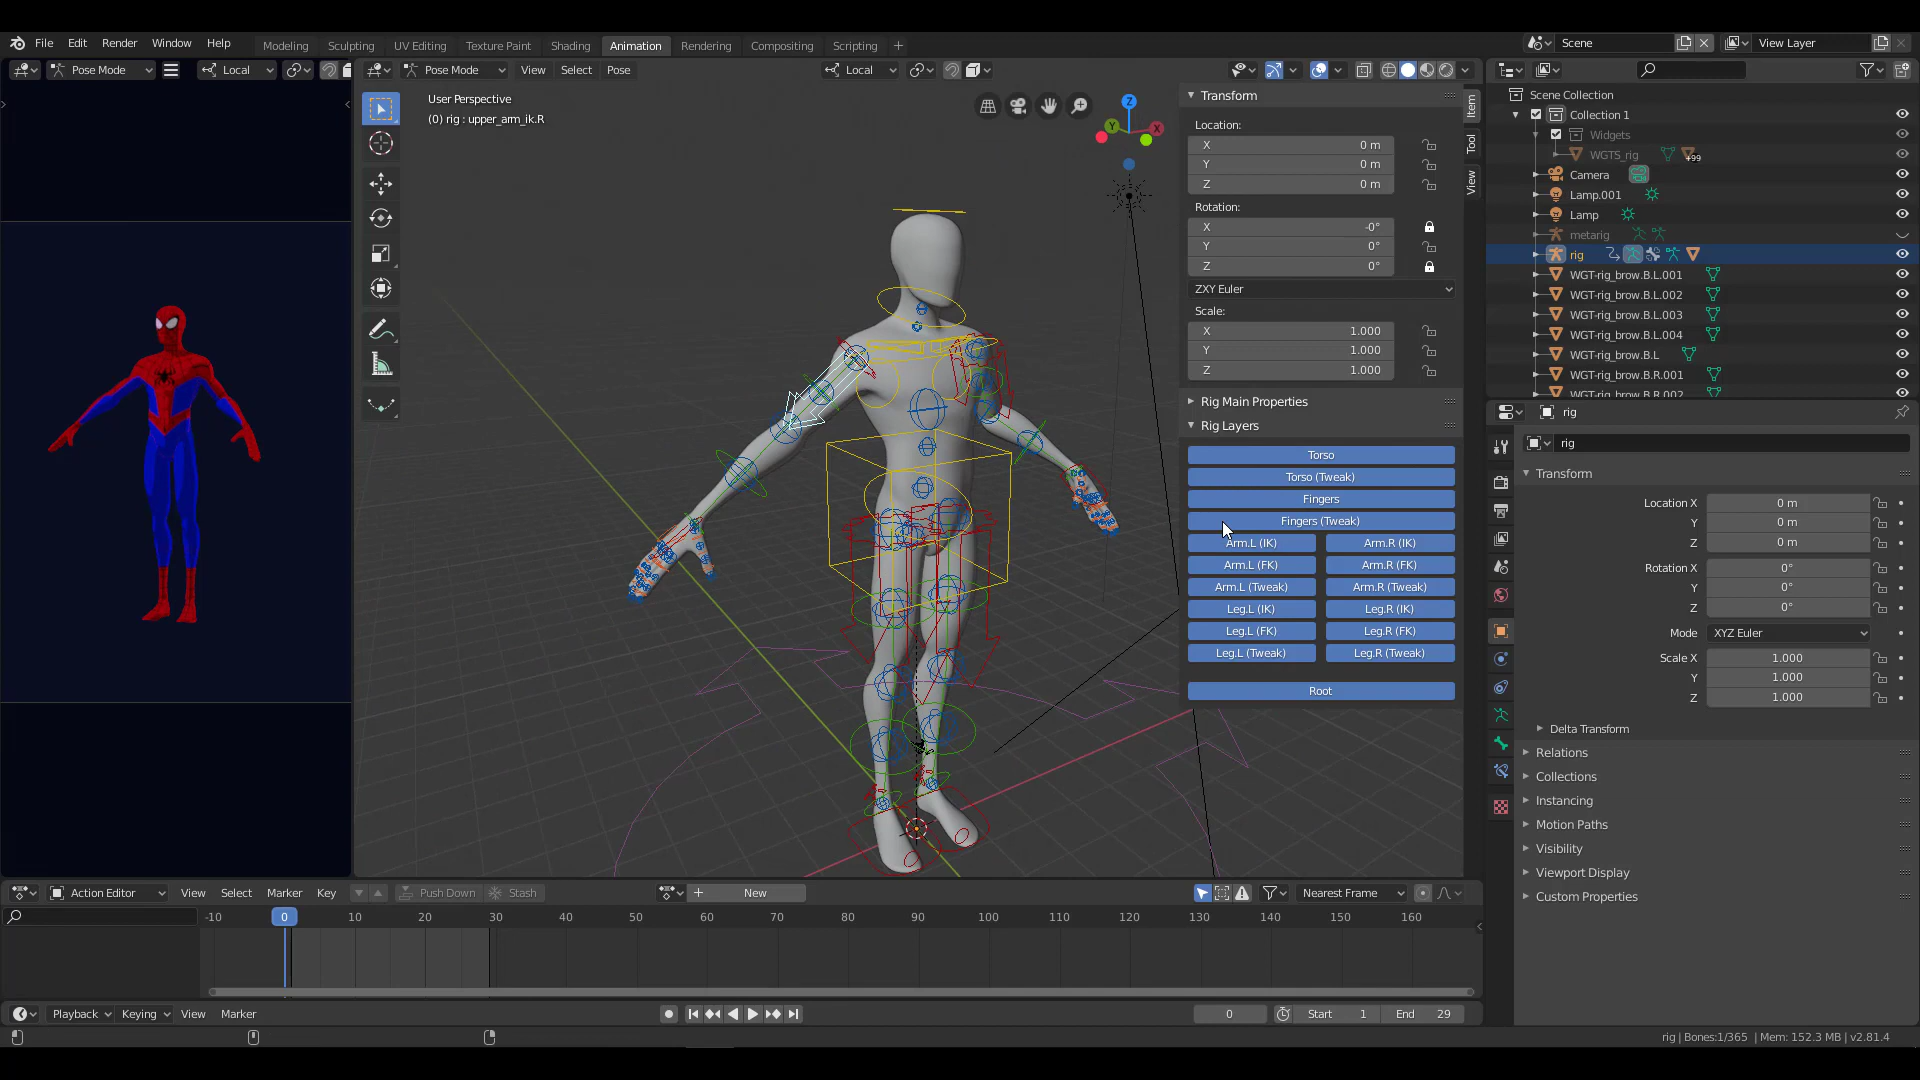 File Edit Render Window Help
Modeling Sculpting UV Editing Texture Paint Shading Animation Rendering Compositing Scripting +
Scene View Layer
Pose Mode Local
Pose Mode View Select Pose Local
User Perspective
(0) rig : upper_arm_ik.R
Z
Y
X
Transform
Location:
X 0 m
Y 0 m
Z 0 m
Rotation:
X -0°
Y 0°
Z 0°
ZXY Euler
Scale:
X 1.000
Y 1.000
Z 1.000
Rig Main Properties
Rig Layers
Torso
Torso (Tweak)
Fingers
Fingers (Tweak)
Arm.L (IK) Arm.R (IK)
Arm.L (FK) Arm.R (FK)
Arm.L (Tweak) Arm.R (Tweak)
Leg.L (IK) Leg.R (IK)
Leg.L (FK) Leg.R (FK)
Leg.L (Tweak) Leg.R (Tweak)
Root
Item
Tool
View
Scene Collection
Collection 1
Widgets
WGTS_rig +99
Camera
Lamp.001
Lamp
metarig
rig
WGT-rig_brow.B.L.001
WGT-rig_brow.B.L.002
WGT-rig_brow.B.L.003
WGT-rig_brow.B.L.004
WGT-rig_brow.B.L
WGT-rig_brow.B.R.001
WGT-rig_brow.B.R.002
rig
rig
Transform
Location X 0 m
Y 0 m
Z 0 m
Rotation X 0°
Y 0°
Z 0°
Mode XYZ Euler
Scale X 1.000
Y 1.000
Z 1.000
Delta Transform
Relations
Collections
Instancing
Motion Paths
Visibility
Viewport Display
Custom Properties
Action Editor View Select Marker Key Push Down Stash + New Nearest Frame
-10 0 10 20 30 40 50 60 70 80 90 100 110 120 130 140 150 160
Playback Keying View Marker 0 Start 1 End 29
rig | Bones:1/365 | Mem: 152.3 MB | v2.81.4